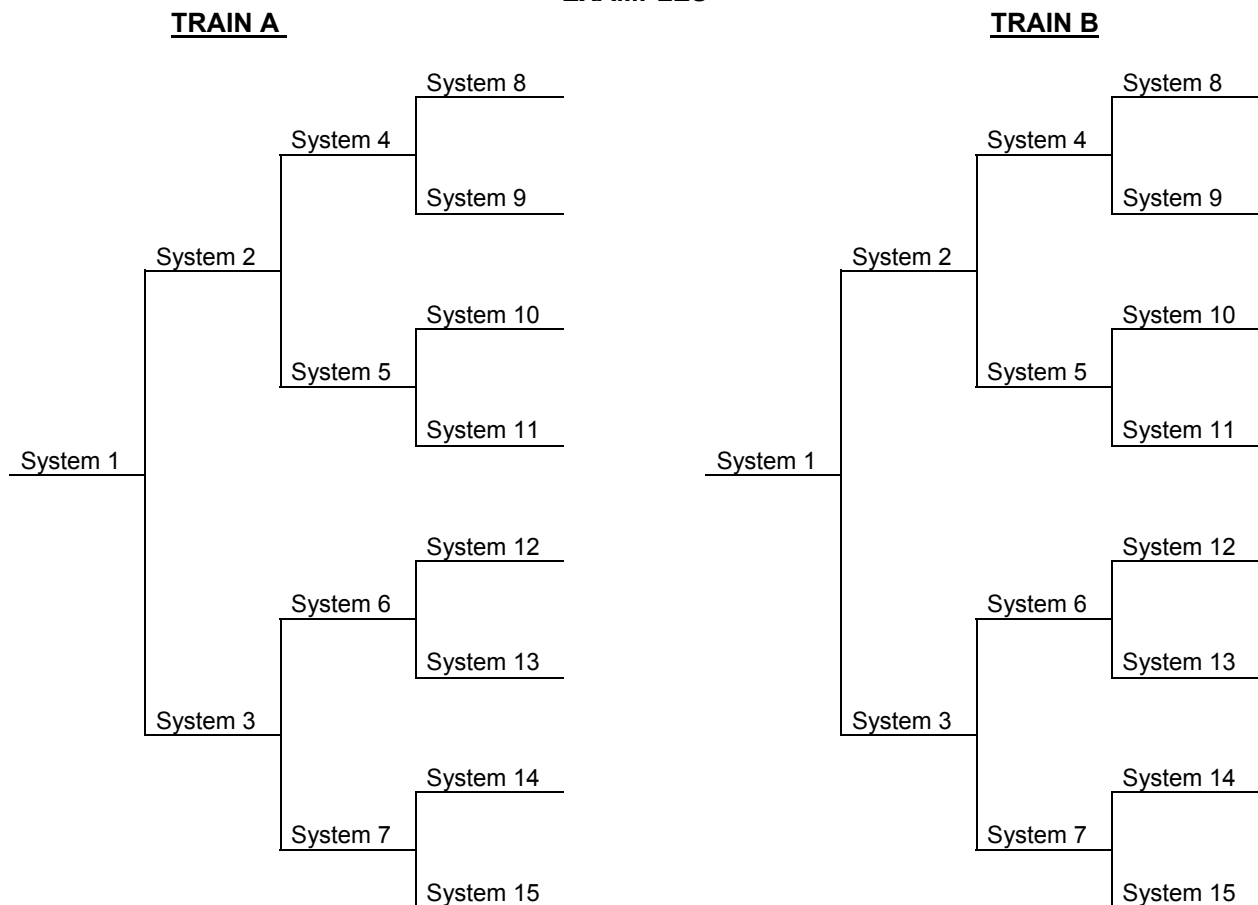 TRAIN A
TRAIN B
System 8
System 8
System 4
System 4
System 9
System 9
System 2
System 2
System 10
System 10
System 5
System 5
System 11
System 11
System 1
System 1
System 12
System 12
System 6
System 6
System 13
System 13
System 3
System 3
System 14
System 14
System 7
System 7
System 15
System 15